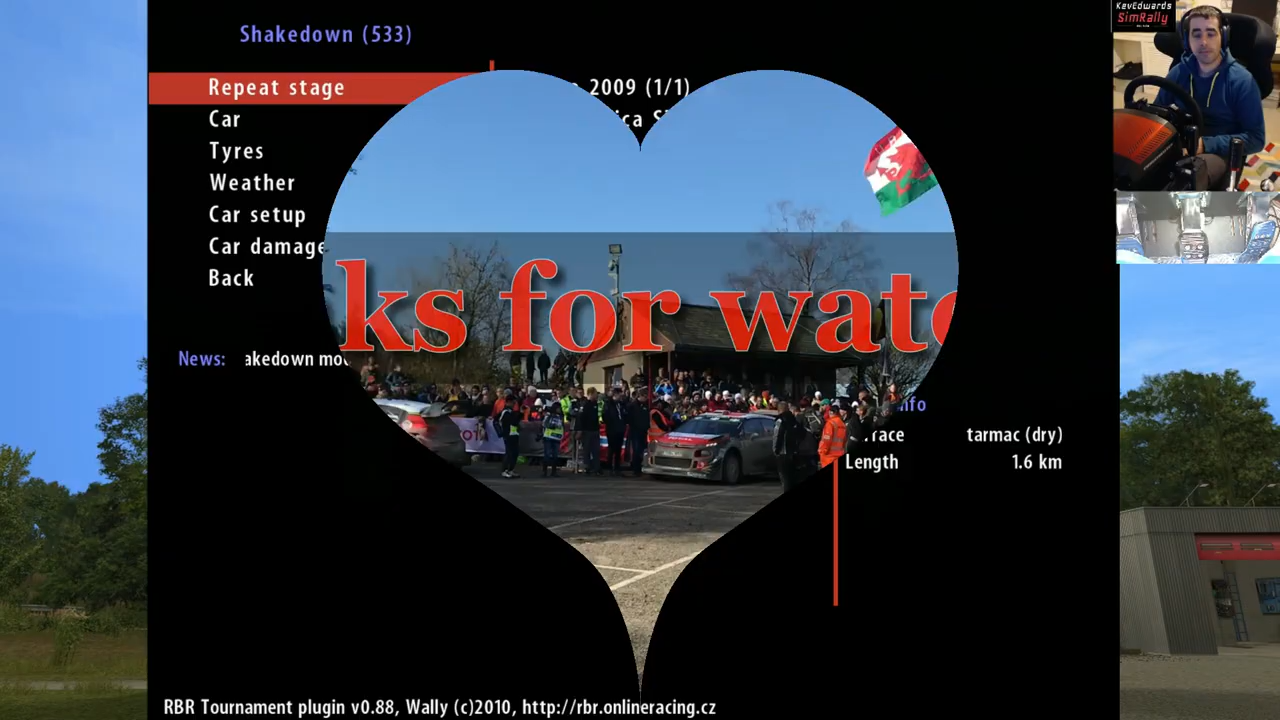 KevEdwards
SimRally
Shakedown (533)
Repeat stage
2009 (1/1)
Car
Tyres
Weather
Car setup
Car damage
Back
ks for wat
News: akedown mo
nfo
tarmac (dry)
Length 1.6 km
RBR Tournament plugin v0.88, Wally (c)2010, http://rbr.onlineracing.cz